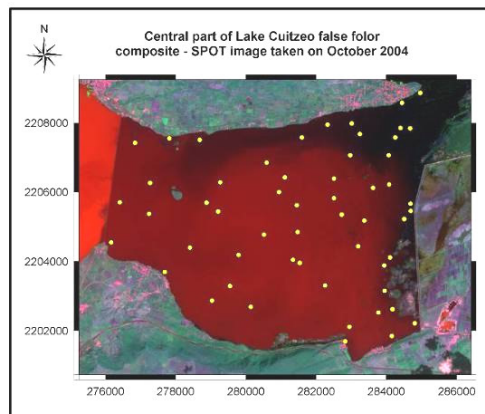 Central part of Lake Cuitzeo false folor
composite - SPOT image taken on October 2004
N
2208000
2206000
2204000
2202000
276000 278000 280000 282000 284000 286000